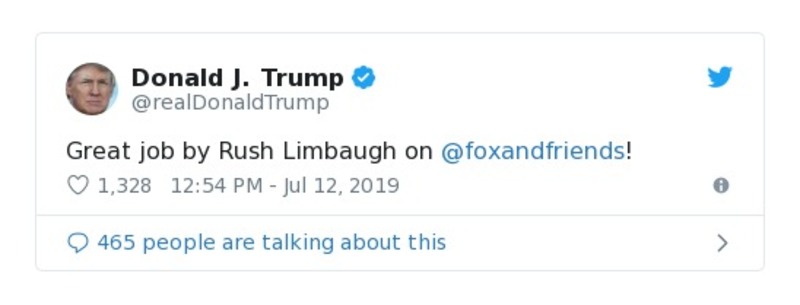 Donald J. Trump
@realDonaldTrump
Great job by Rush Limbaugh on @foxandfriends!
1,328 12:54 PM - Jul 12, 2019
465 people are talking about this